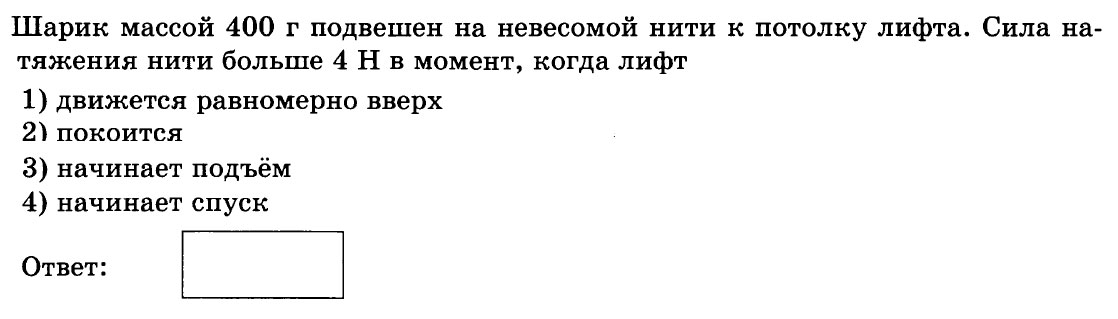 Шарик массой 400 г подвешен на невесомой нити к потолку лифта. Сила на-
тяжения нити больше 4 Н в момент, когда лифт
1) движется равномерно вверх
2) покоится
3) начинает подъём
4) начинает спуск
Ответ: